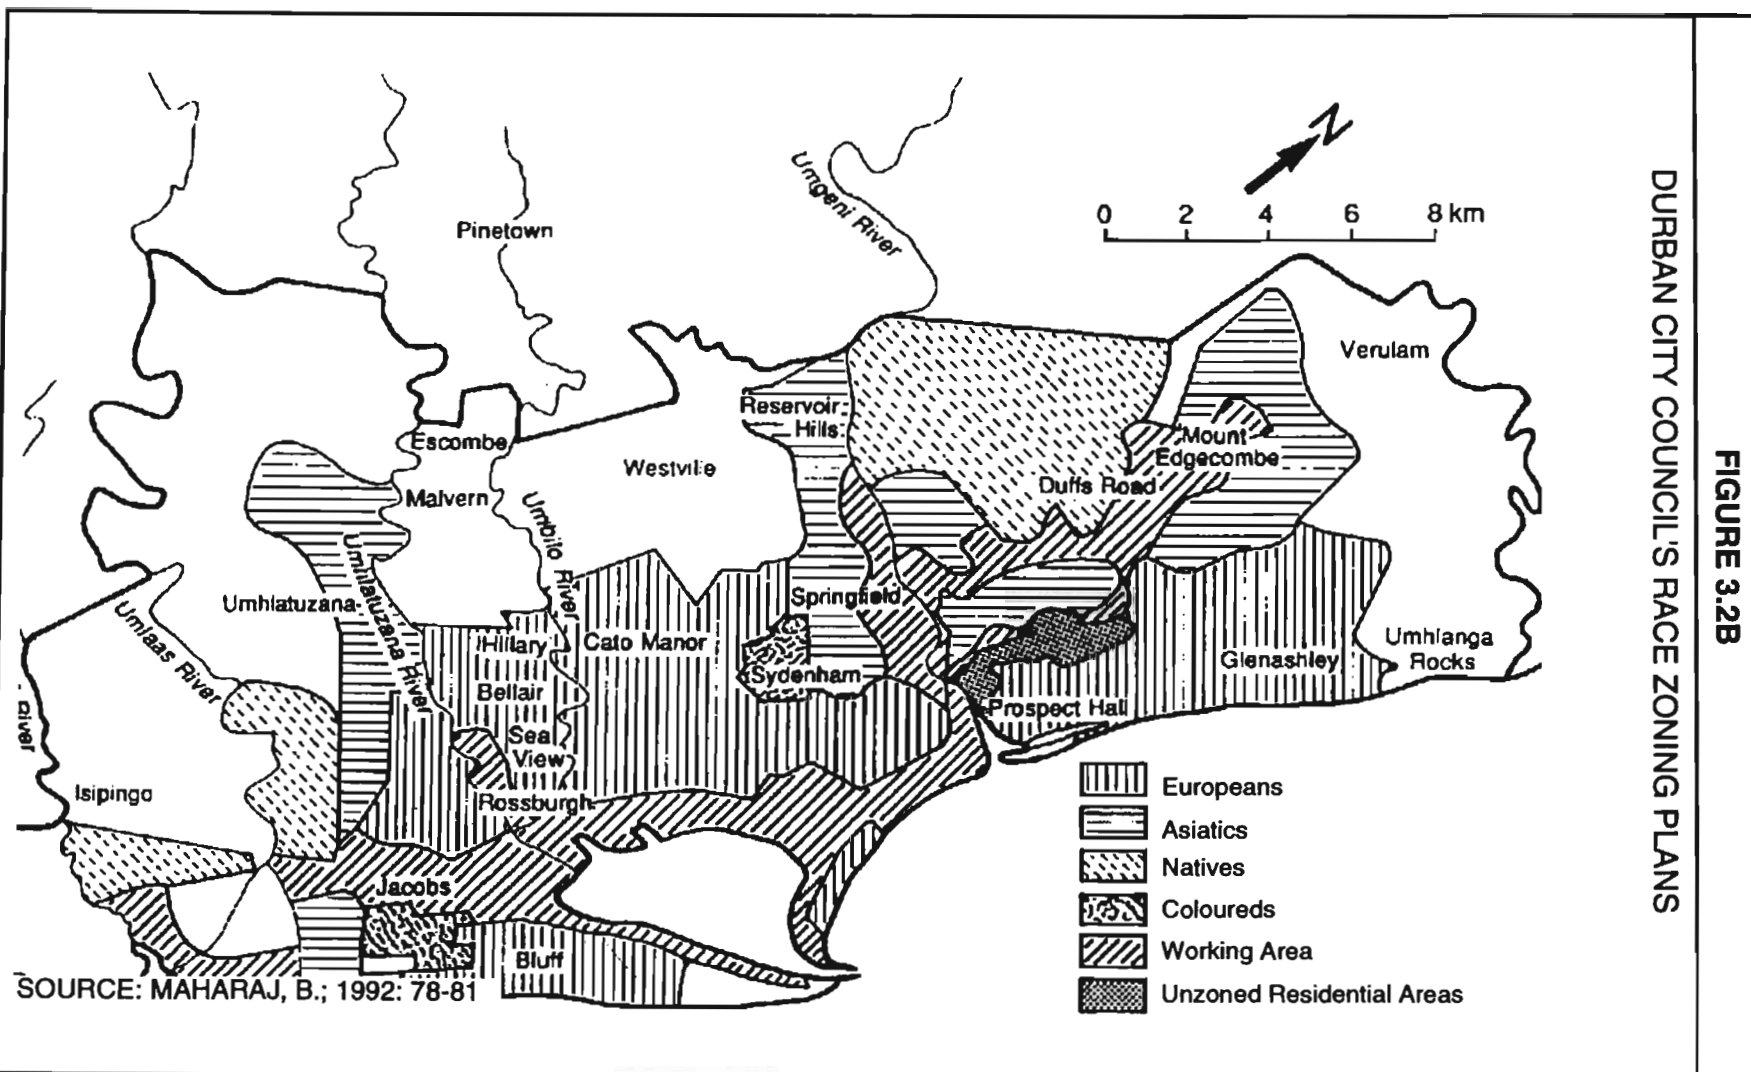 FIGURE 3.2B
DURBAN CITY COUNCIL'S RACE ZONING PLANS
N
0 2 4 6 8 km
Umgeni River
Pinetown
Verulam
Reservoir
Hills
Escombe
Mount
Edgecombe
Westville
Duffs Road
Malvern
Umbilo River
Umhlatuzana River
Umhlatuzana
Springfield
Umlaas River
Hillary
Cato Manor
Umhlanga
Rocks
Glenashley
Sydenham
Bellair
Prospect Hall
River
Sea
View
Isipingo
Rossburgh
Jacobs
Bluff
Europeans
Asiatics
Natives
Coloureds
Working Area
Unzoned Residential Areas
SOURCE: MAHARAJ, B.; 1992: 78-81